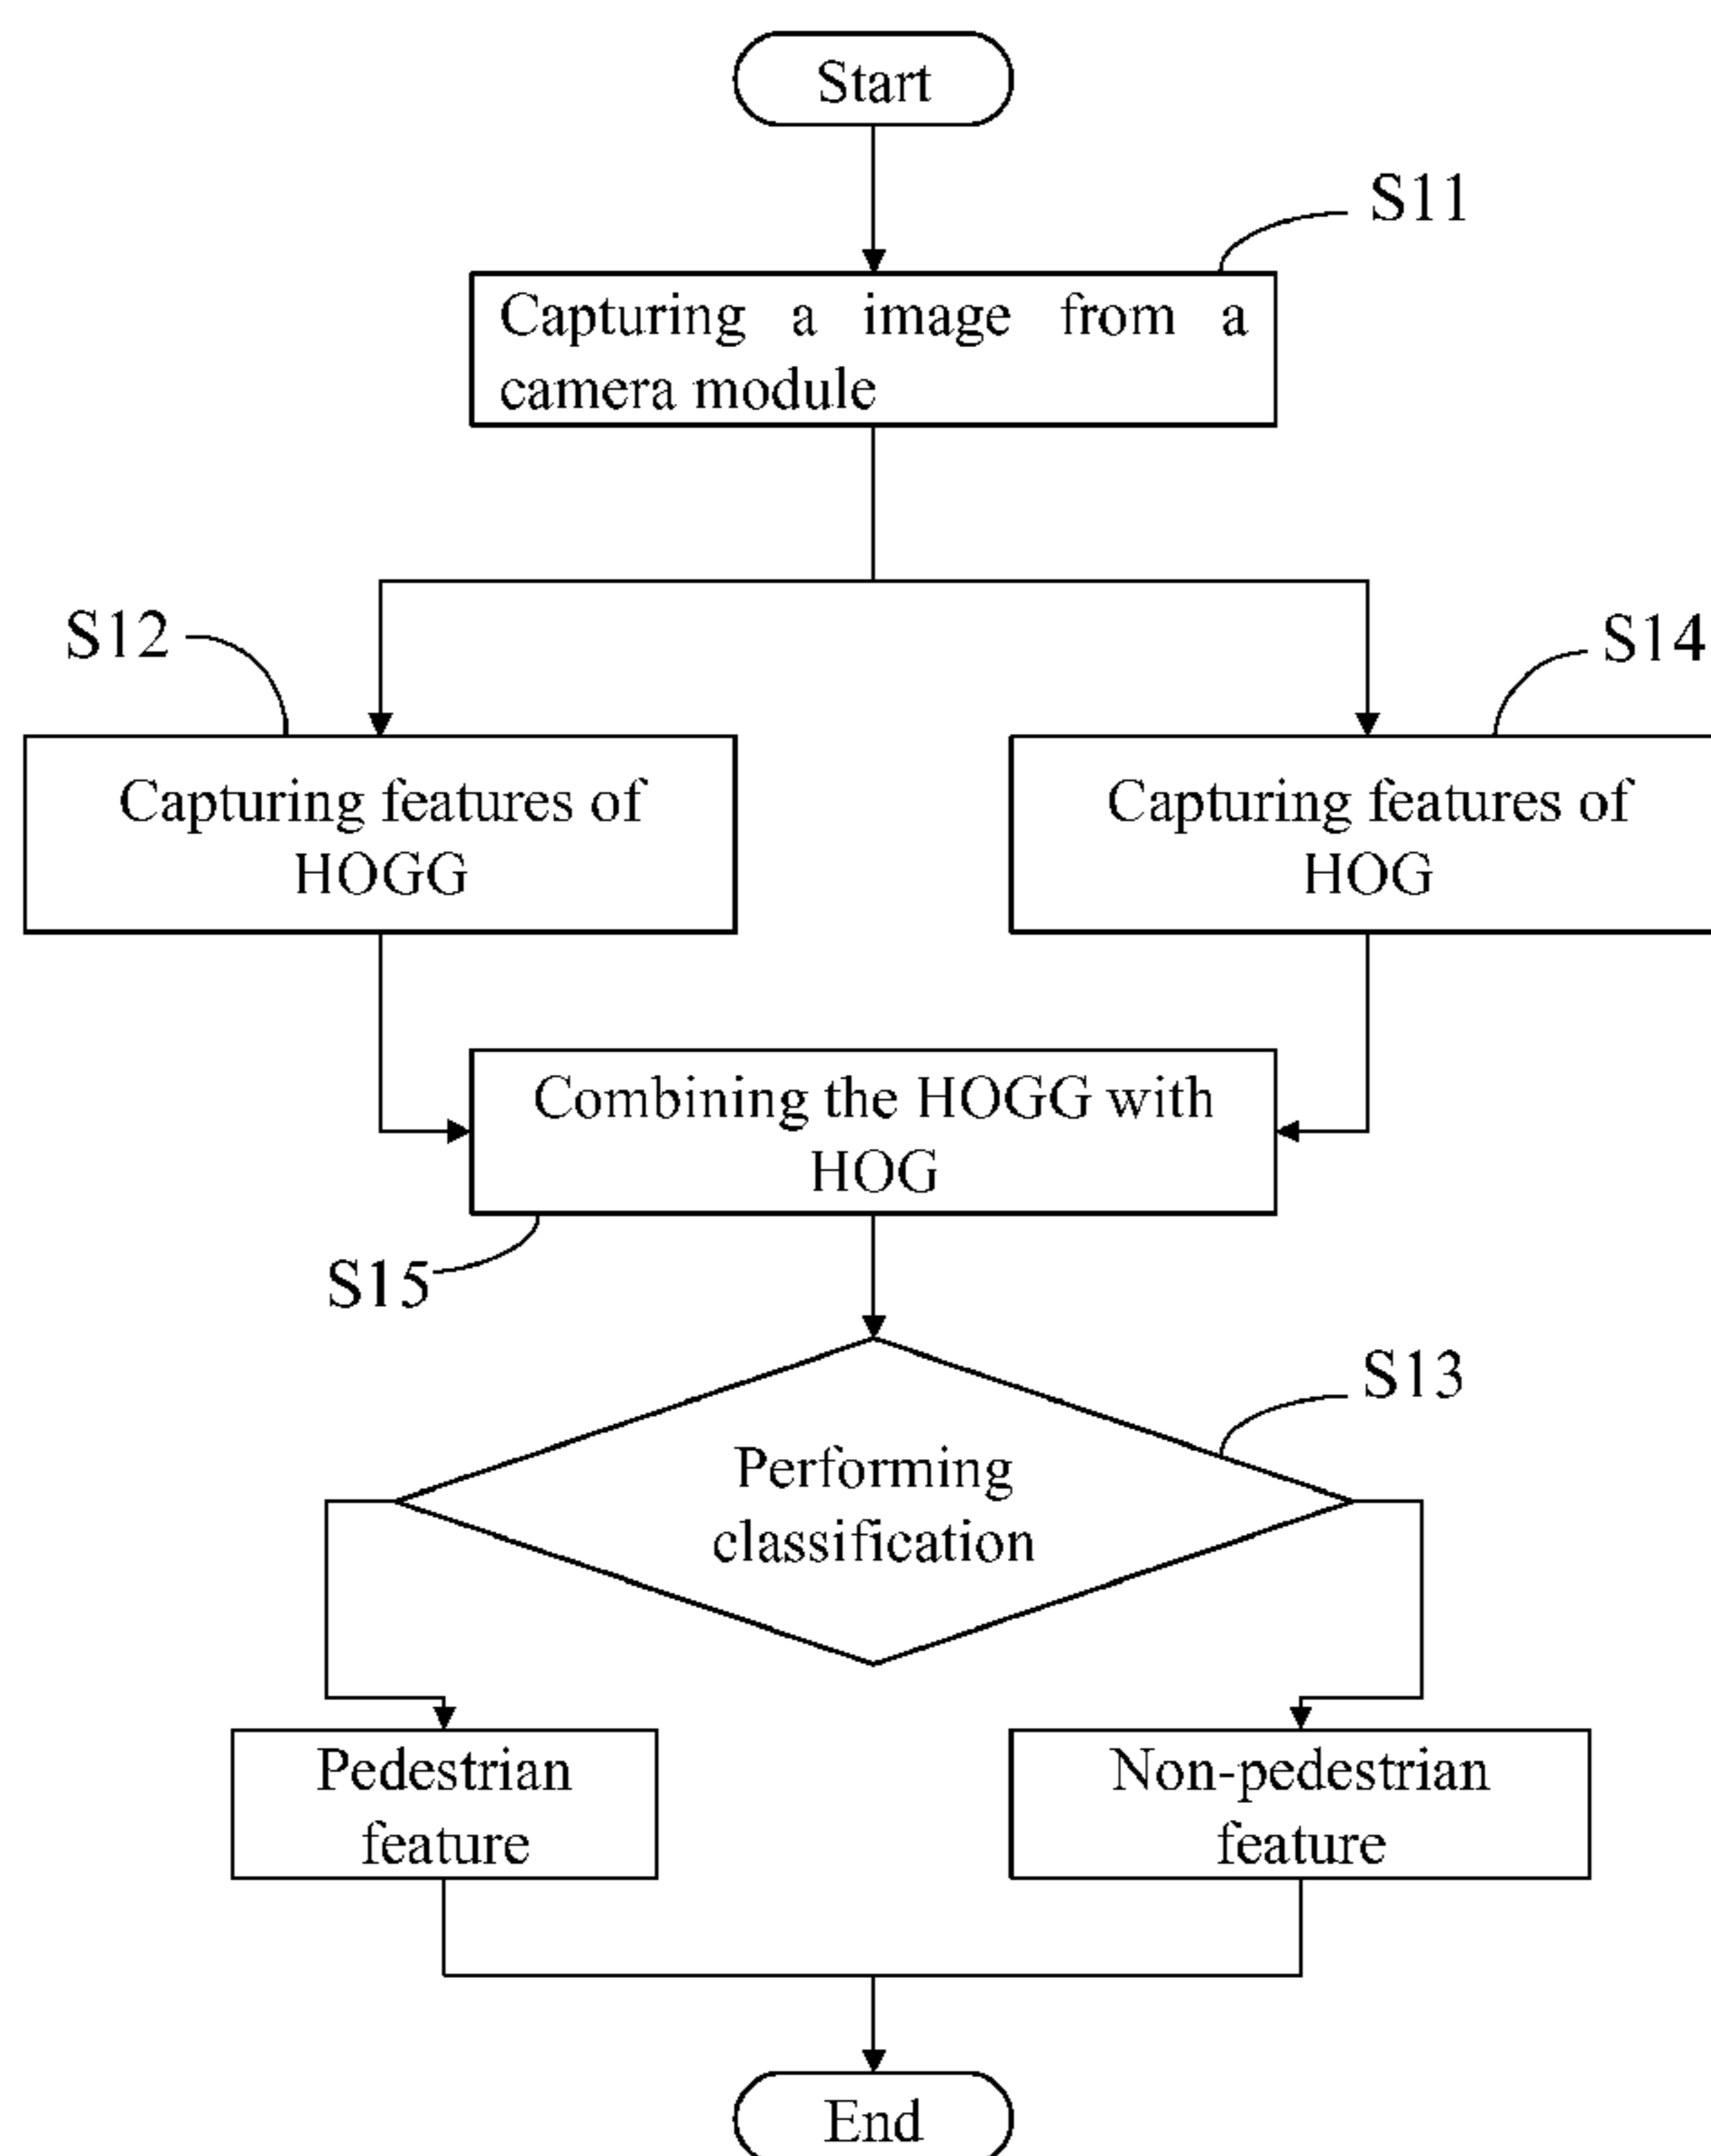 Start
S11
Capturing a image from a
camera module
S12
S14
Capturing features of
HOGG
Capturing features of
HOG
Combining the HOGG with
HOG
S15
S13
Performing
classification
Pedestrian
feature
Non-pedestrian
feature
End